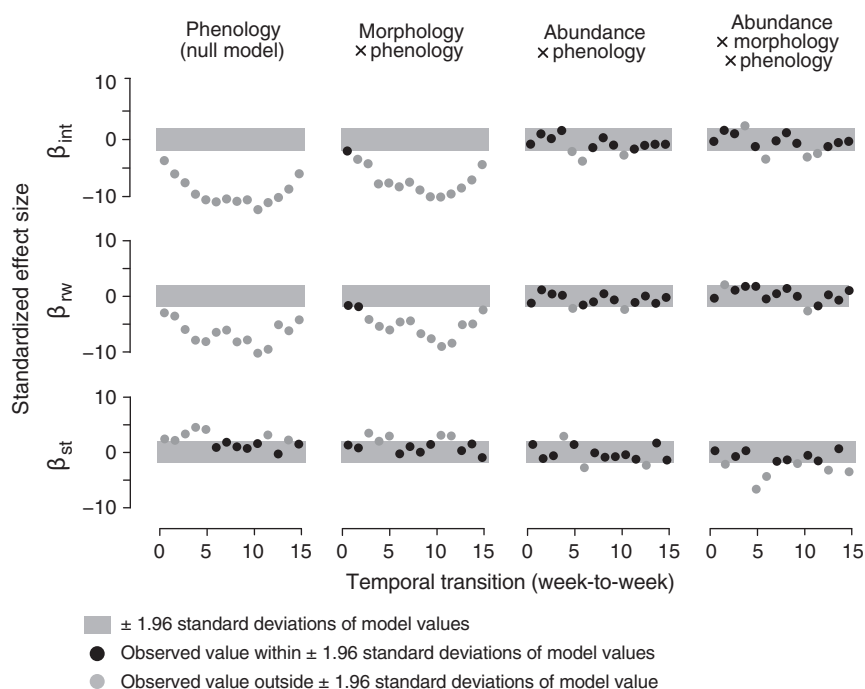 Phenology
(null model)
Morphology
× phenology
Abundance
× phenology
Abundance
× morphology
× phenology
Standardized effect size
βint
10
0
−10
βrw
10
0
−10
βst
10
0
−10
0 5 10 15
0 5 10 15
0 5 10 15
0 5 10 15
Temporal transition (week-to-week)
± 1.96 standard deviations of model values
Observed value within ± 1.96 standard deviations of model values
Observed value outside ± 1.96 standard deviations of model value